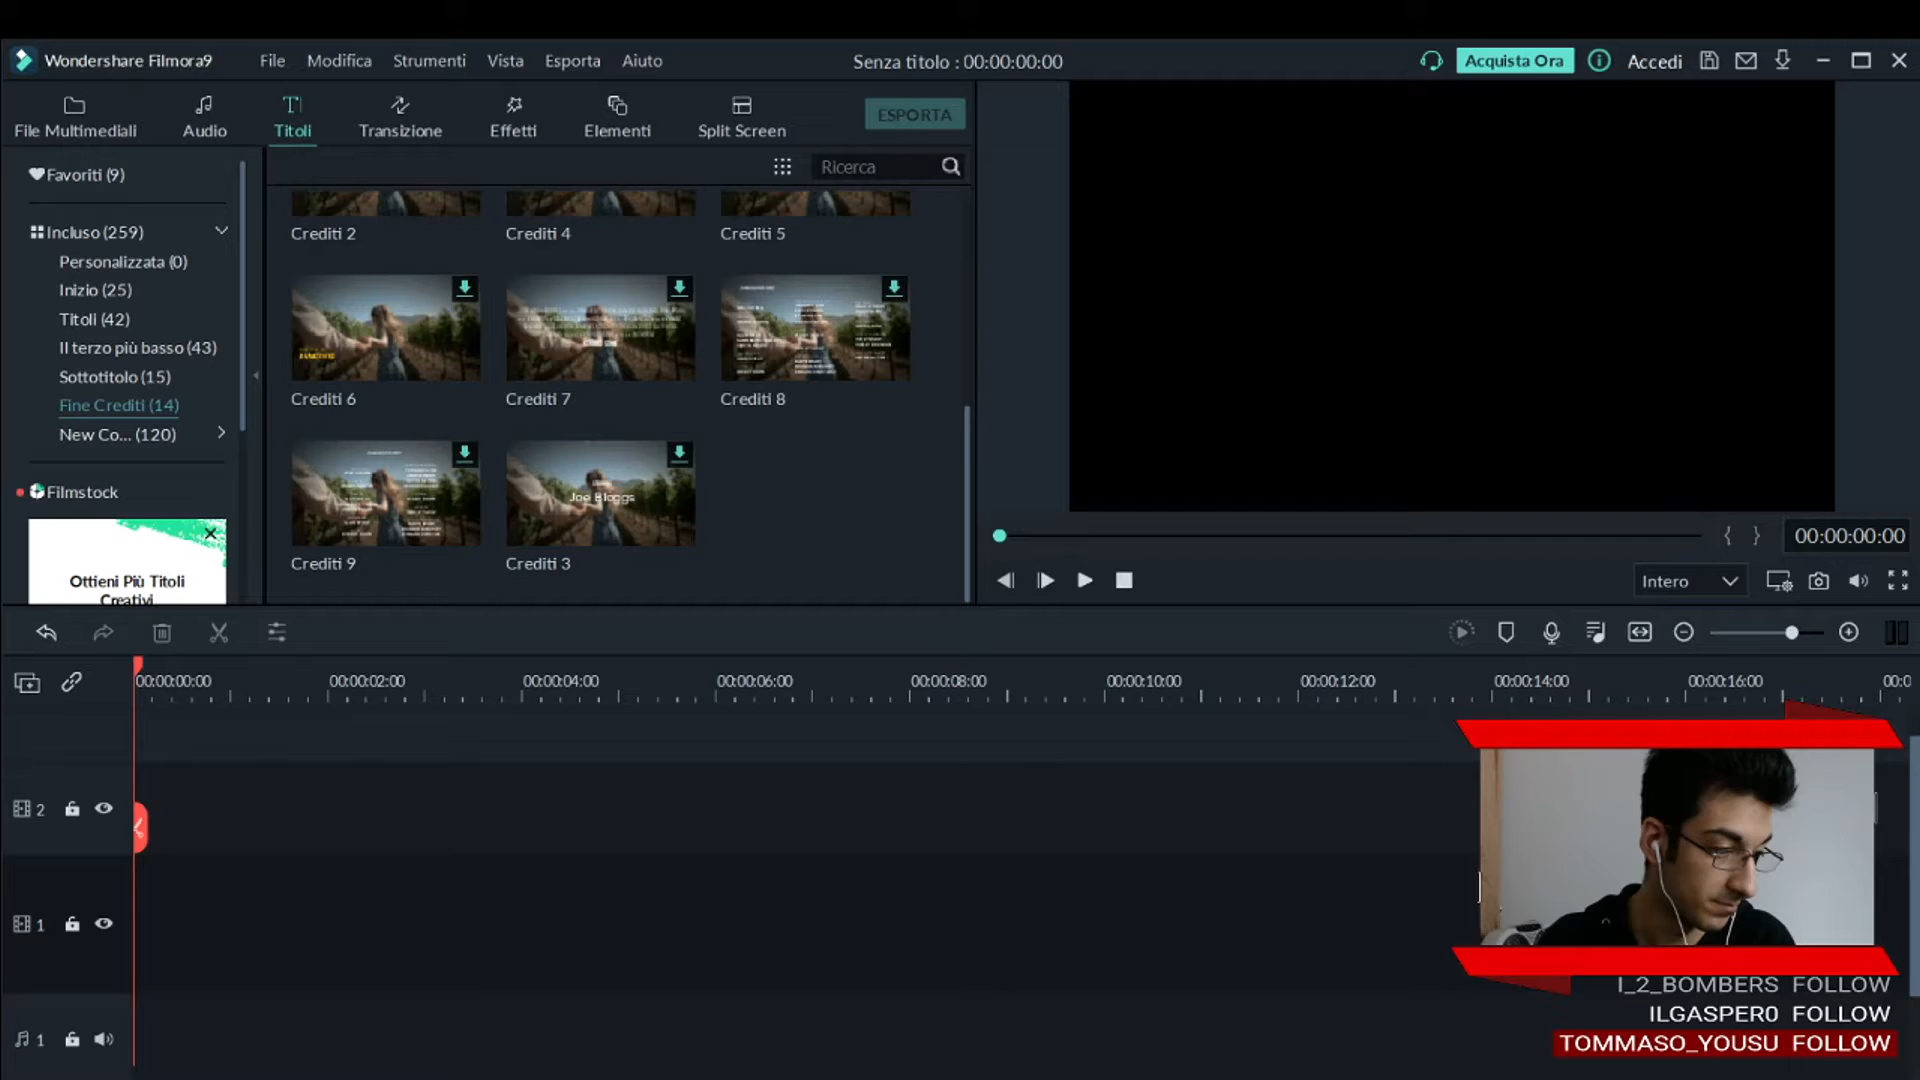 Wondershare Filmora9
File Modifica Strumenti Vista Esporta Aiuto
Senza titolo : 00:00:00:00
Acquista Ora
Accedi
File Multimediali
Audio
Titoli
Transizione
Effetti
Elementi
Split Screen
ESPORTA
Favoriti (9)
Incluso (259)
Personalizzata (0)
Inizio (25)
Titoli (42)
Il terzo più basso (43)
Sottotitolo (15)
Fine Crediti (14)
New Co... (120)
Filmstock
Ottieni Più Titoli
Creativi
Ricerca
Crediti 2
Crediti 4
Crediti 5
Crediti 6
Crediti 7
Crediti 8
Joe Bloggs
Crediti 9
Crediti 3
00:00:00:00
Intero
00:00:00:00 00:00:02:00 00:00:04:00 00:00:06:00 00:00:08:00 00:00:10:00 00:00:12:00 00:00:14:00 00:00:16:00 00:0
2
1
1
I_2_BOMBERS FOLLOW
ILGASPER0 FOLLOW
TOMMASO_YOUSU FOLLOW